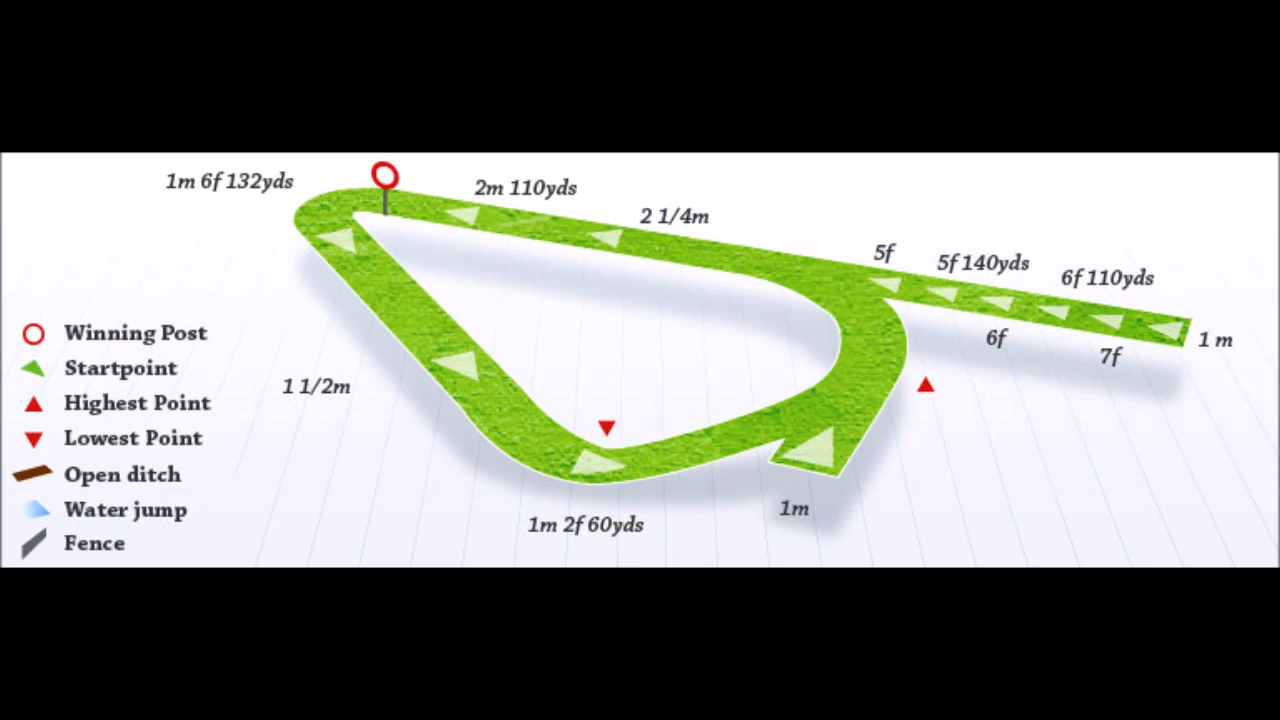 1m 6f 132yds
2m 110yds
2 1/4m
5f
5f 140yds
6f 110yds
6f
7f
1 m
1 1/2m
1m 2f 60yds
1m
Winning Post
Startpoint
Highest Point
Lowest Point
Open ditch
Water jump
Fence